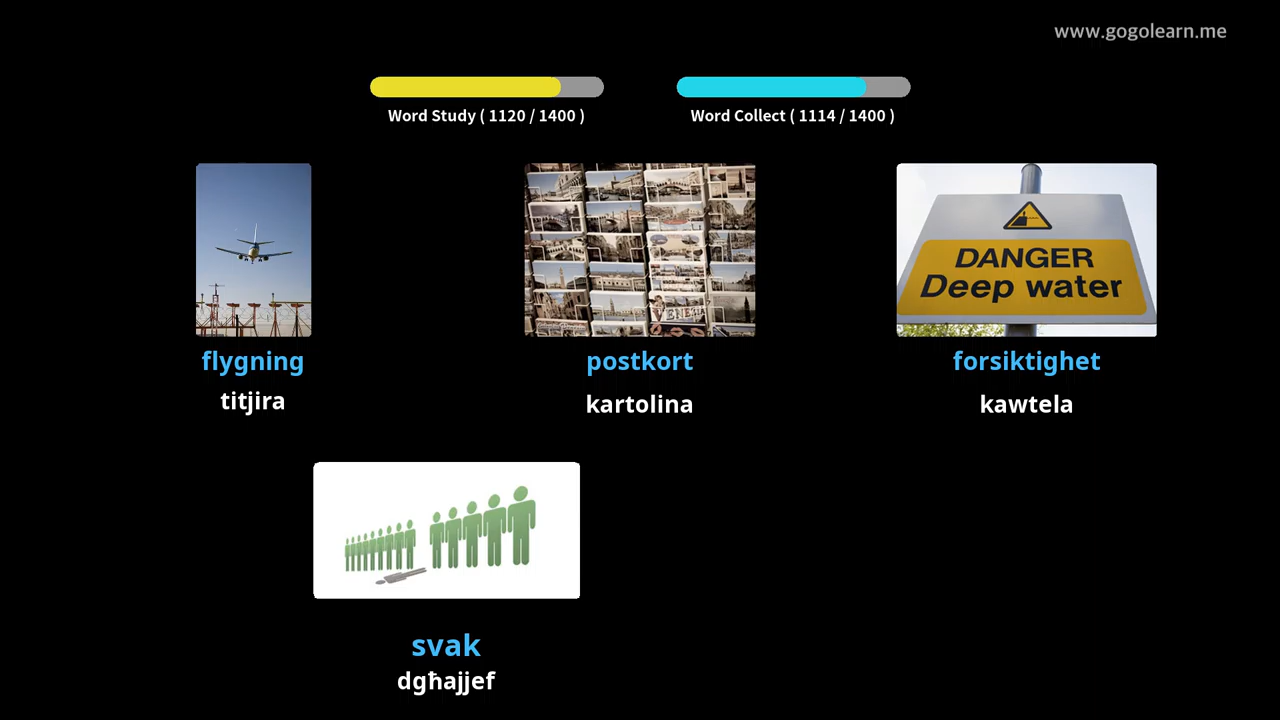 www.gogolearn.me
Word Study ( 1120 / 1400 )
Word Collect ( 1114 / 1400 )
DANGER
Deep water
flygning
postkort
forsiktighet
titjira
kartolina
kawtela
svak
dgħajjef